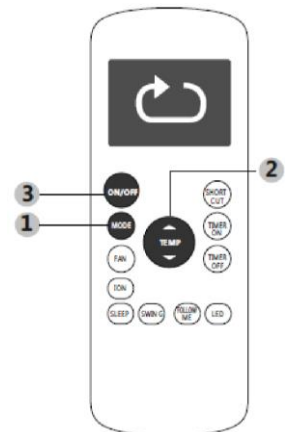 2
ON/OFF
3
SHORT CUT
MODE
1
TEMP
TIMER ON
FAN
TIMER OFF
ION
SLEEP
SWING
FOLLOW ME
LED